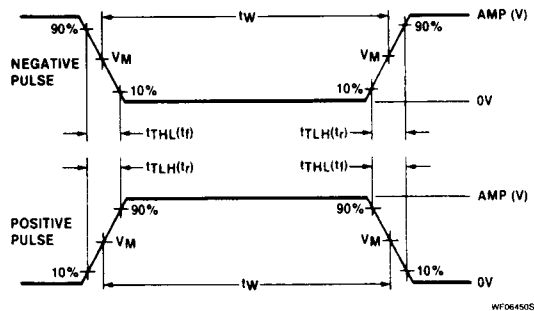 tW AMP (V)
90% 90%
NEGATIVE PULSE VM VM
10% 10%
0V
tTHL(tf) tTLH(tr)
tTLH(tr) tTHL(tf)
AMP (V)
90% 90%
POSITIVE PULSE VM VM
10% 10%
tW 0V
WF06450S